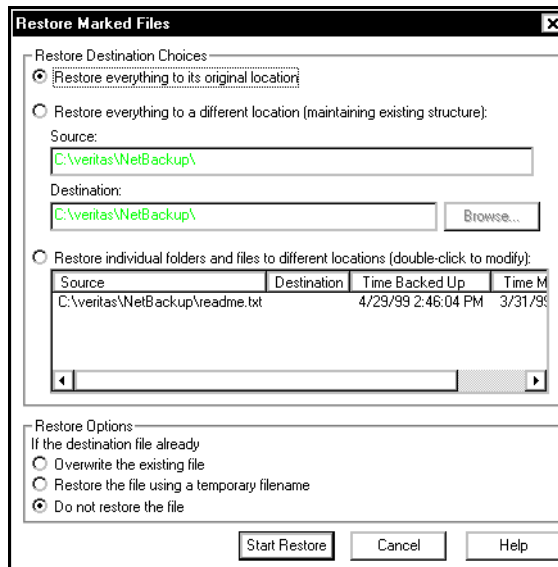 Restore Marked Files
Restore Destination Choices
Restore everything to its original location
Restore everything to a different location (maintaining existing structure):
Source:
C:\veritas\NetBackup\
Destination:
C:\veritas\NetBackup\
Browse...
Restore individual folders and files to different locations (double-click to modify):
Source Destination Time Backed Up Time M
C:\veritas\NetBackup\readme.txt 4/29/99 2:46:04 PM 3/31/99
Restore Options
If the destination file already
Overwrite the existing file
Restore the file using a temporary filename
Do not restore the file
Start Restore Cancel Help